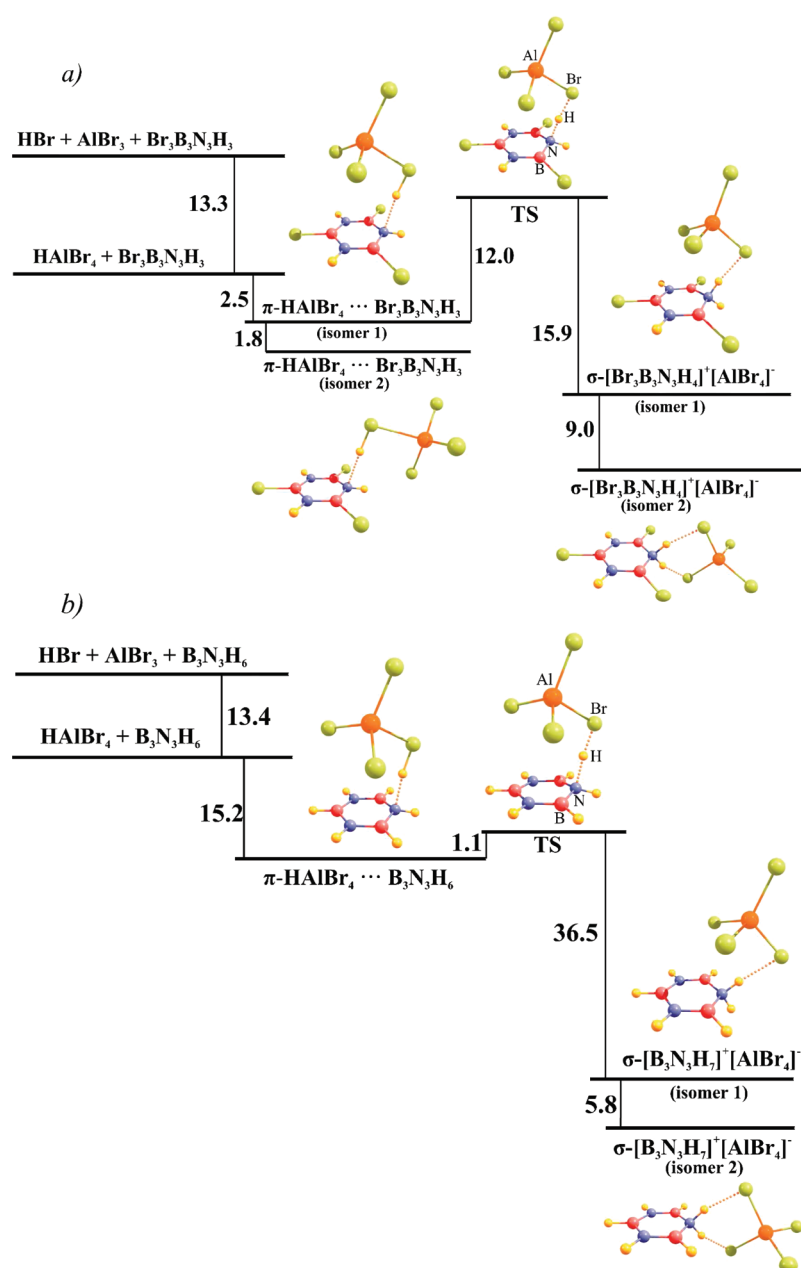 a)
Al
Br
H
N
B
HBr + AlBr₃ + Br₃B₃N₃H₃
13.3
TS
HAlBr₄ + Br₃B₃N₃H₃
12.0
2.5
π-HAlBr₄ ··· Br₃B₃N₃H₃
(isomer 1)
1.8
15.9
π-HAlBr₄ ··· Br₃B₃N₃H₃
(isomer 2)
σ-[Br₃B₃N₃H₄]⁺[AlBr₄]⁻
(isomer 1)
9.0
σ-[Br₃B₃N₃H₄]⁺[AlBr₄]⁻
(isomer 2)
b)
HBr + AlBr₃ + B₃N₃H₆
Al
Br
13.4
HAlBr₄ + B₃N₃H₆
H
N
B
15.2
1.1
TS
π-HAlBr₄ ··· B₃N₃H₆
36.5
σ-[B₃N₃H₇]⁺[AlBr₄]⁻
(isomer 1)
5.8
σ-[B₃N₃H₇]⁺[AlBr₄]⁻
(isomer 2)